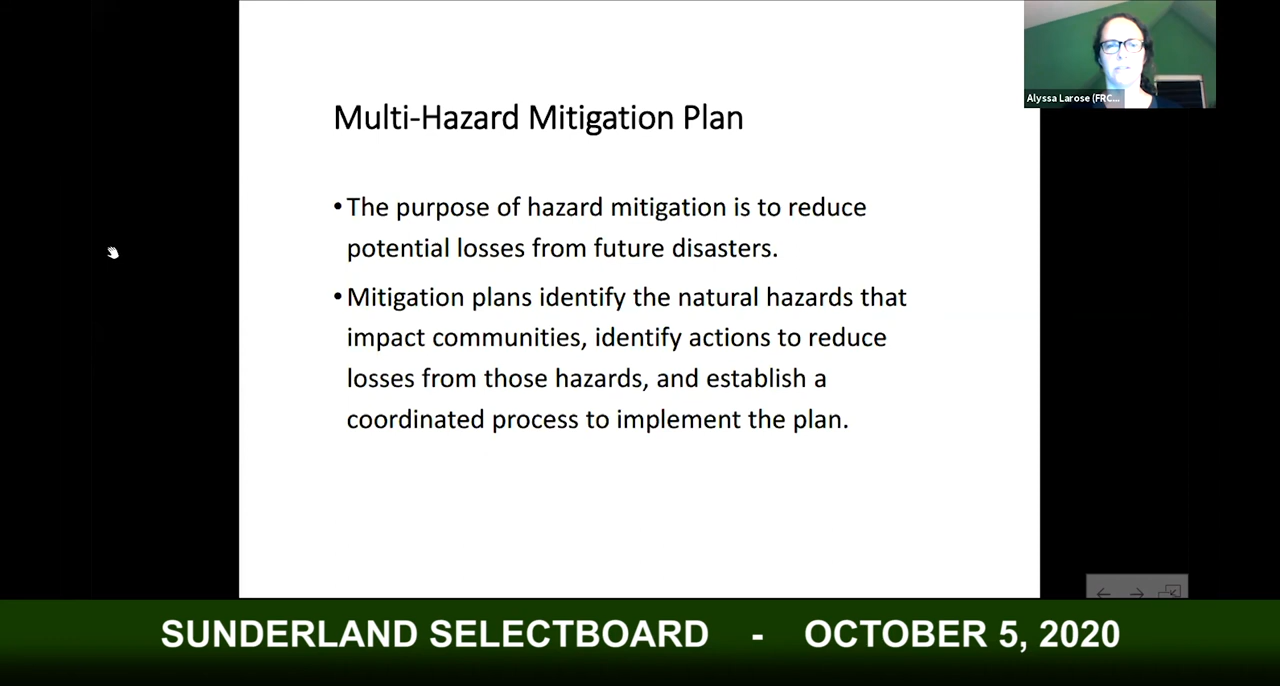 Alyssa Larose (FRC...
Multi-Hazard Mitigation Plan
•The purpose of hazard mitigation is to reduce
potential losses from future disasters.
•Mitigation plans identify the natural hazards that
impact communities, identify actions to reduce
losses from those hazards, and establish a
coordinated process to implement the plan.
SUNDERLAND SELECTBOARD - OCTOBER 5, 2020